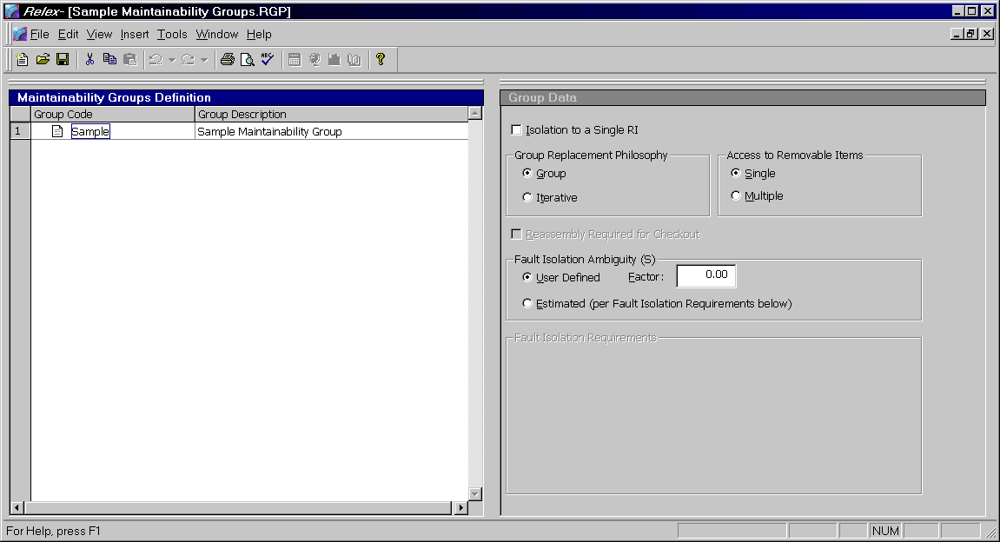 Relex- [Sample Maintainability Groups.RGP]
File Edit View Insert Tools Window Help
ABC
?
Maintainability Groups Definition
Group Code Group Description
1 Sample Sample Maintainability Group
Group Data
Isolation to a Single RI
Group Replacement Philosophy
Group
Iterative
Access to Removable Items
Single
Multiple
Reassembly Required for Checkout
Fault Isolation Ambiguity (S)
User Defined Factor: 0.00
Estimated (per Fault Isolation Requirements below)
Fault Isolation Requirements
For Help, press F1
NUM